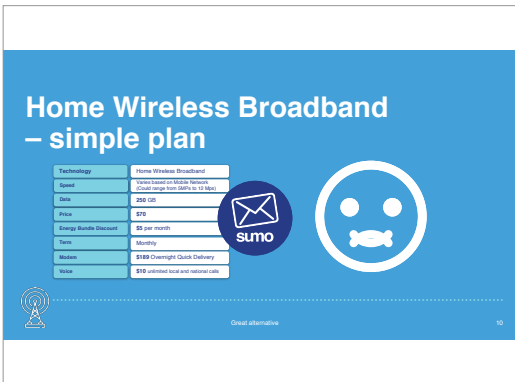 Home Wireless Broadband
– simple plan
Technology Home Wireless Broadband
Speed Varies based on Mobile Network
(Could range from 5MPs to 12 Mps)
Data 250 GB
Price $70
Energy Bundle Discount $5 per month
Term Monthly
Modem $189 Overnight Quick Delivery
Voice $10 unlimited local and national calls
sumo
Great alternative
10